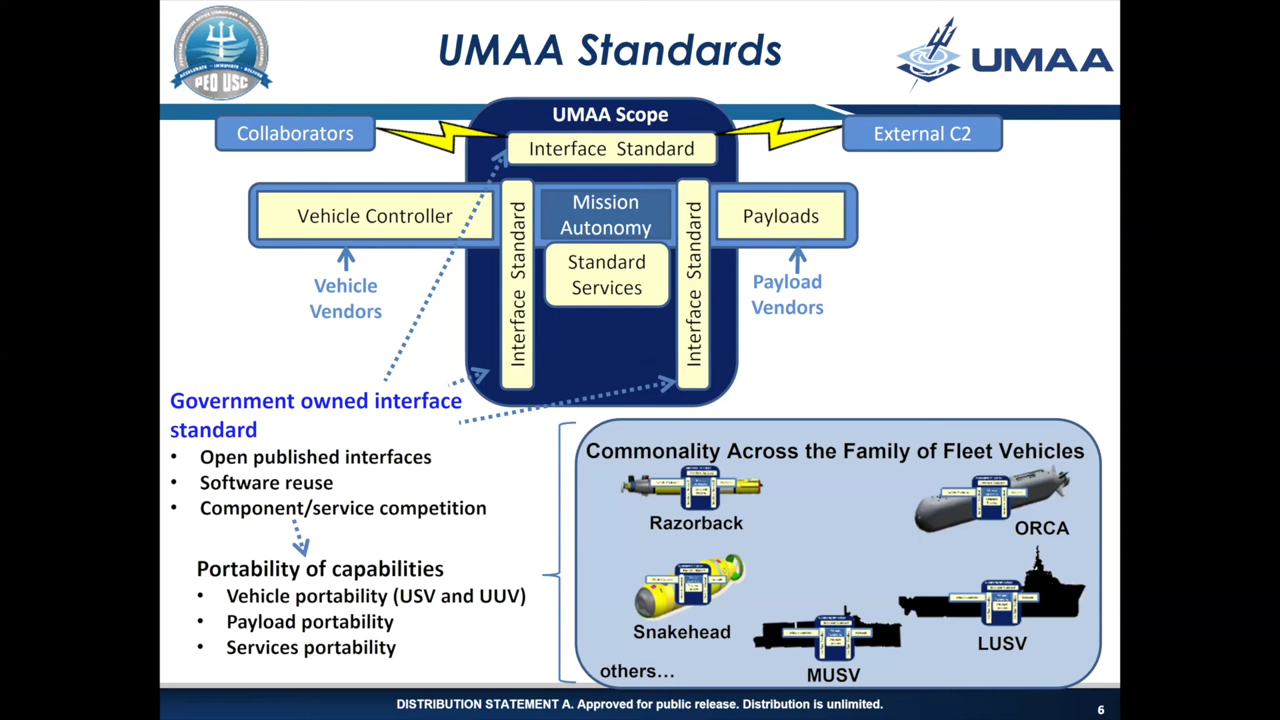 UMAA Standards
PEO USC
UMAA
UMAA Scope
Collaborators
External C2
Interface Standard
Vehicle Controller
Interface Standard
Mission
Autonomy
Standard
Services
Interface Standard
Payloads
Vehicle
Vendors
Payload
Vendors
Government owned interface
standard
• Open published interfaces
• Software reuse
• Component/service competition
Portability of capabilities
• Vehicle portability (USV and UUV)
• Payload portability
• Services portability
Commonality Across the Family of Fleet Vehicles
Razorback
ORCA
Snakehead
LUSV
others…
MUSV
DISTRIBUTION STATEMENT A. Approved for public release. Distribution is unlimited.
6